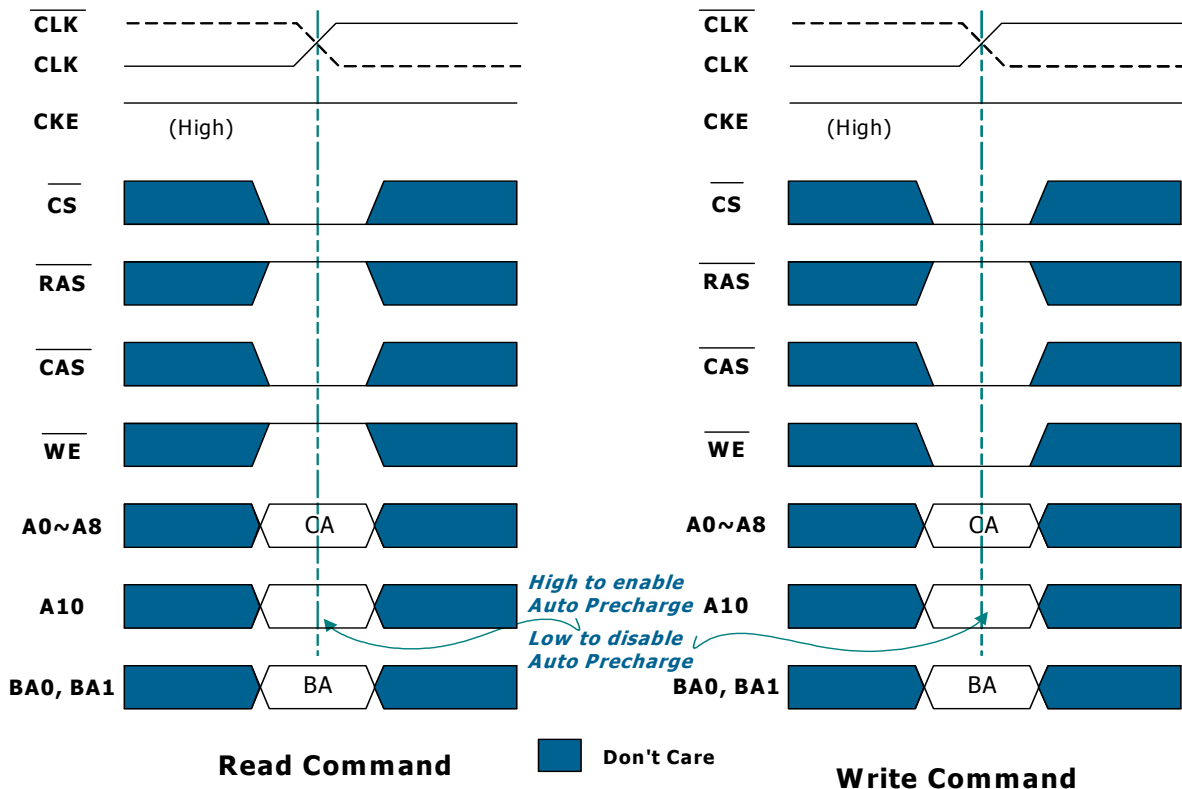 CLK
CLK
CKE
(High)
CS
RAS
CAS
WE
A0~A8
CA
A10
BA0, BA1
BA
Read Command
High to enable
Auto Precharge
Low to disable
Auto Precharge
Don't Care
CLK
CLK
CKE
(High)
CS
RAS
CAS
WE
A0~A8
CA
A10
BA0, BA1
BA
Write Command